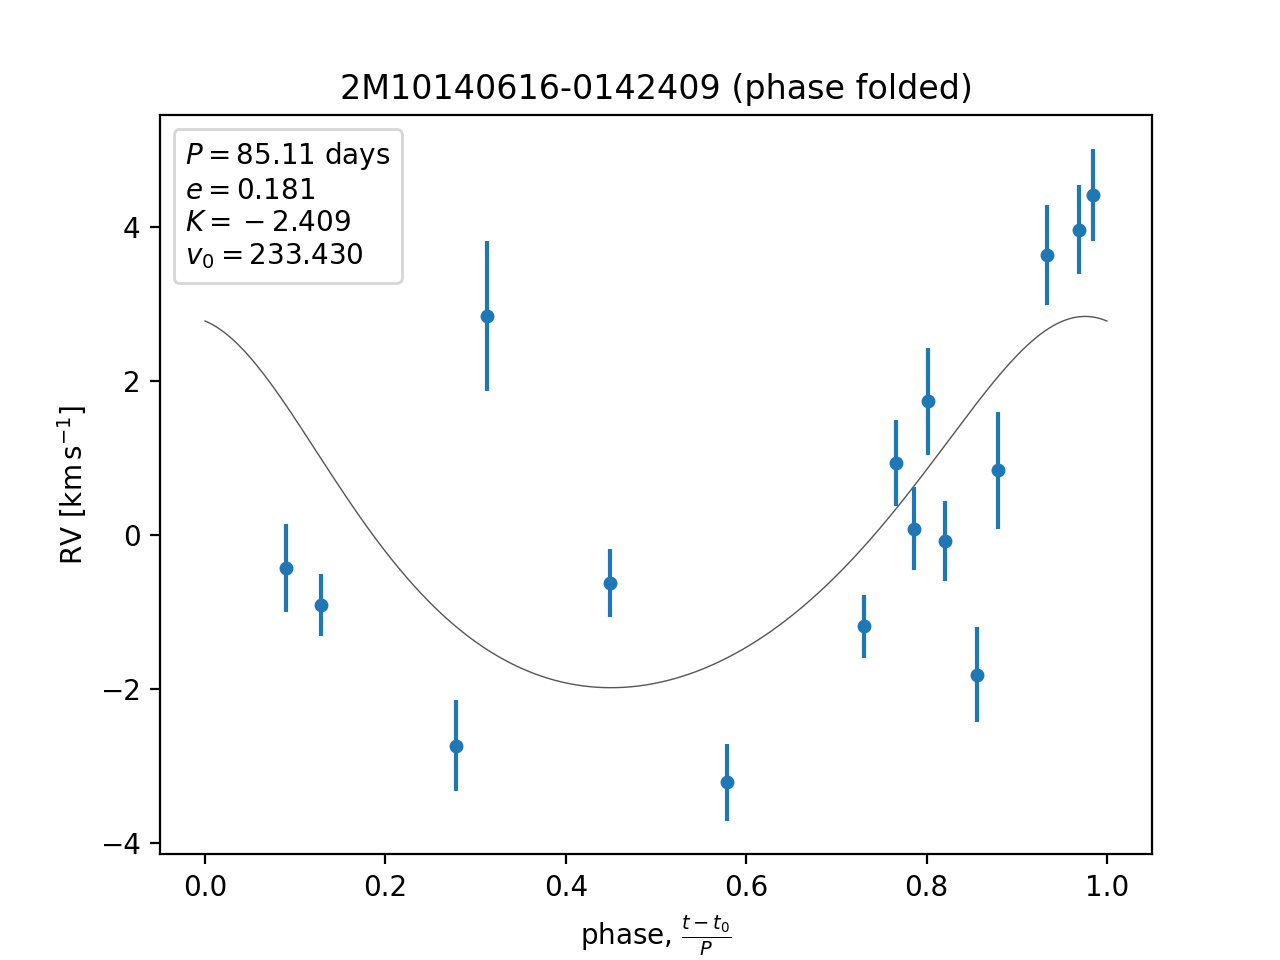 2M10140616-0142409 (phase folded)
P = 85.11 days
e = 0.181
K = −2.409
v₀ = 233.430
RV [km s⁻¹]
4
2
0
−2
−4
0.0 0.2 0.4 0.6 0.8 1.0
phase, (t − t₀)/P